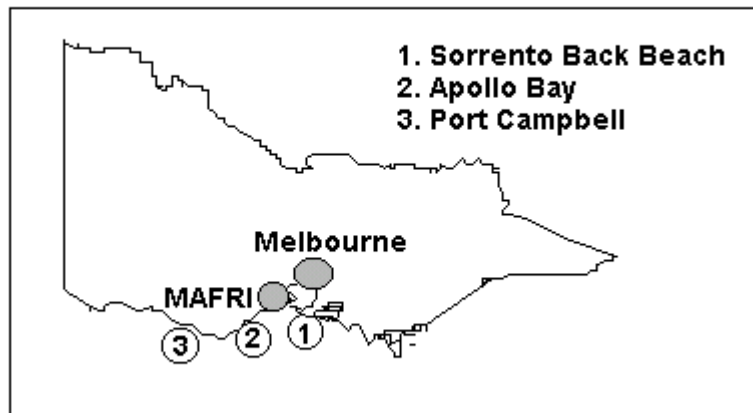 1. Sorrento Back Beach
2. Apollo Bay
3. Port Campbell
Melbourne
MAFRI
3
2
1